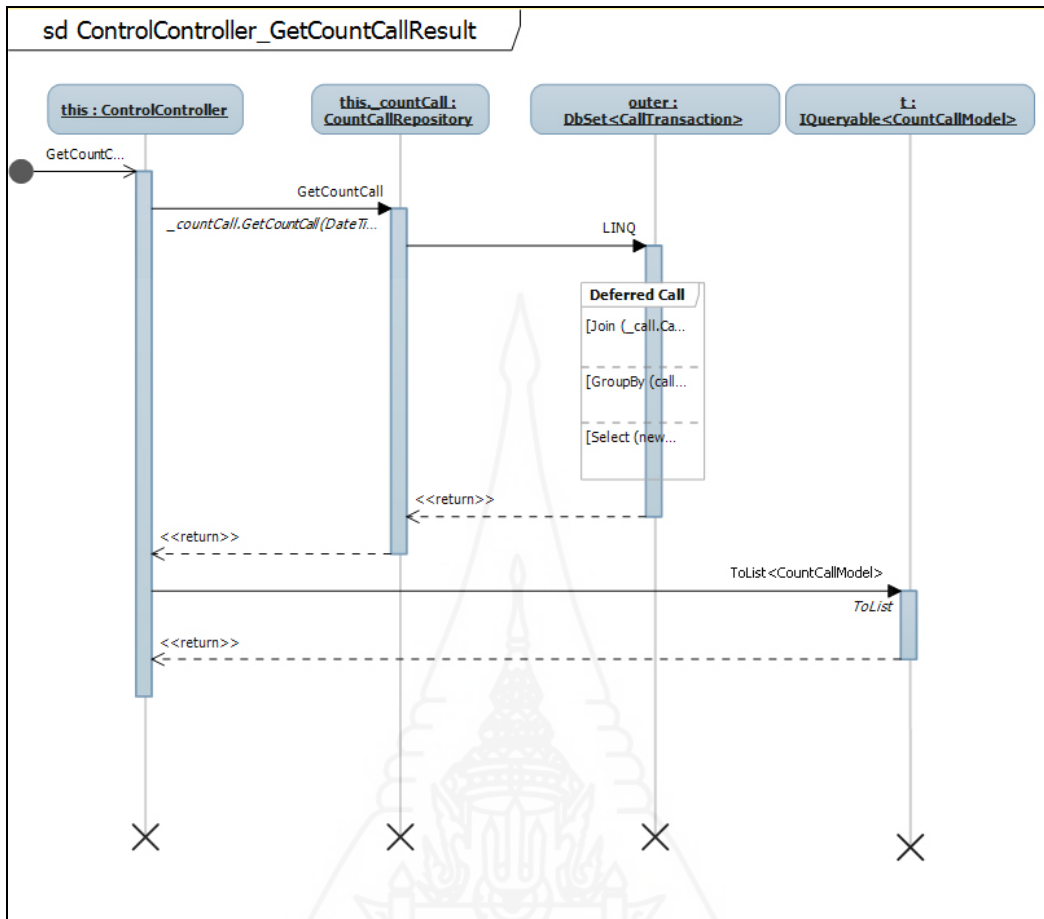 sd ControlController_GetCountCallResult
this : ControlController
this._countCall :
CountCallRepository
outer :
DbSet<CallTransaction>
t :
IQueryable<CountCallModel>
GetCountC...
GetCountCall
_countCall.GetCountCall(DateTi...
LINQ
Deferred Call
[Join (_call.Ca...
[GroupBy (call...
[Select (new...
<<return>>
<<return>>
ToList<CountCallModel>
ToList
<<return>>